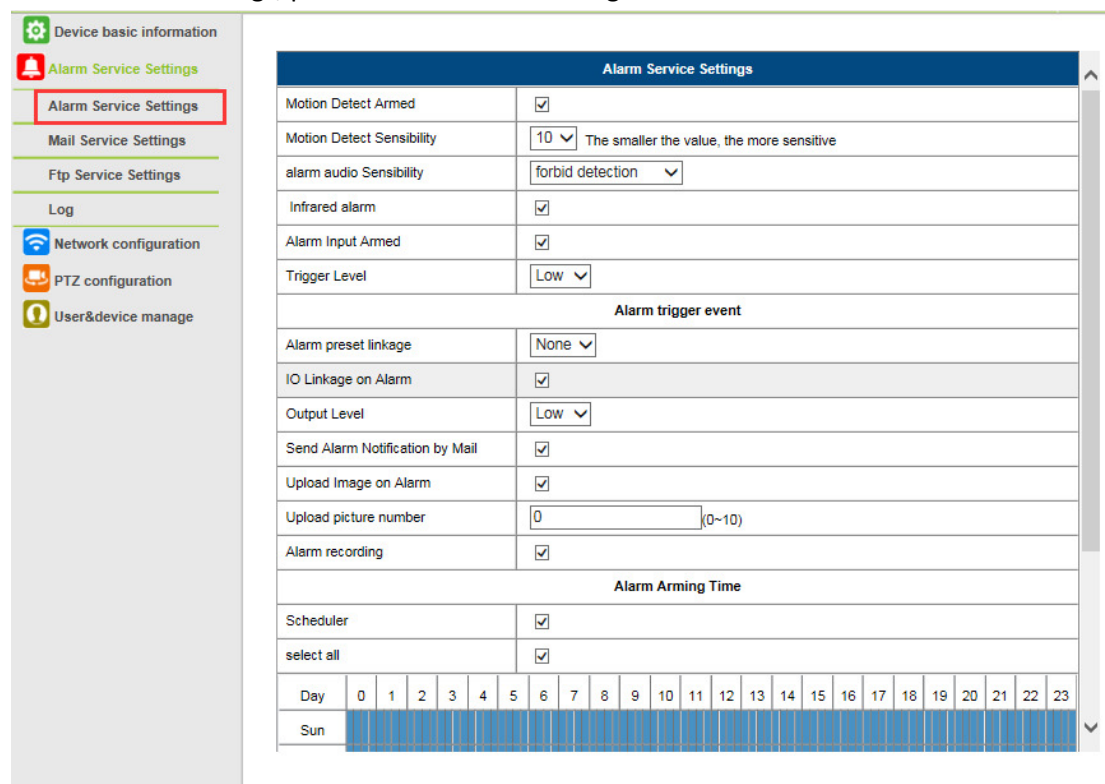 Device basic information
Alarm Service Settings
Alarm Service Settings
Mail Service Settings
Ftp Service Settings
Log
Network configuration
PTZ configuration
User&device manage
Alarm Service Settings
Motion Detect Armed
Motion Detect Sensibility 10 The smaller the value, the more sensitive
alarm audio Sensibility forbid detection
Infrared alarm
Alarm Input Armed
Trigger Level Low
Alarm trigger event
Alarm preset linkage None
IO Linkage on Alarm
Output Level Low
Send Alarm Notification by Mail
Upload Image on Alarm
Upload picture number 0 (0~10)
Alarm recording
Alarm Arming Time
Scheduler
select all
Day 0 1 2 3 4 5 6 7 8 9 10 11 12 13 14 15 16 17 18 19 20 21 22 23
Sun